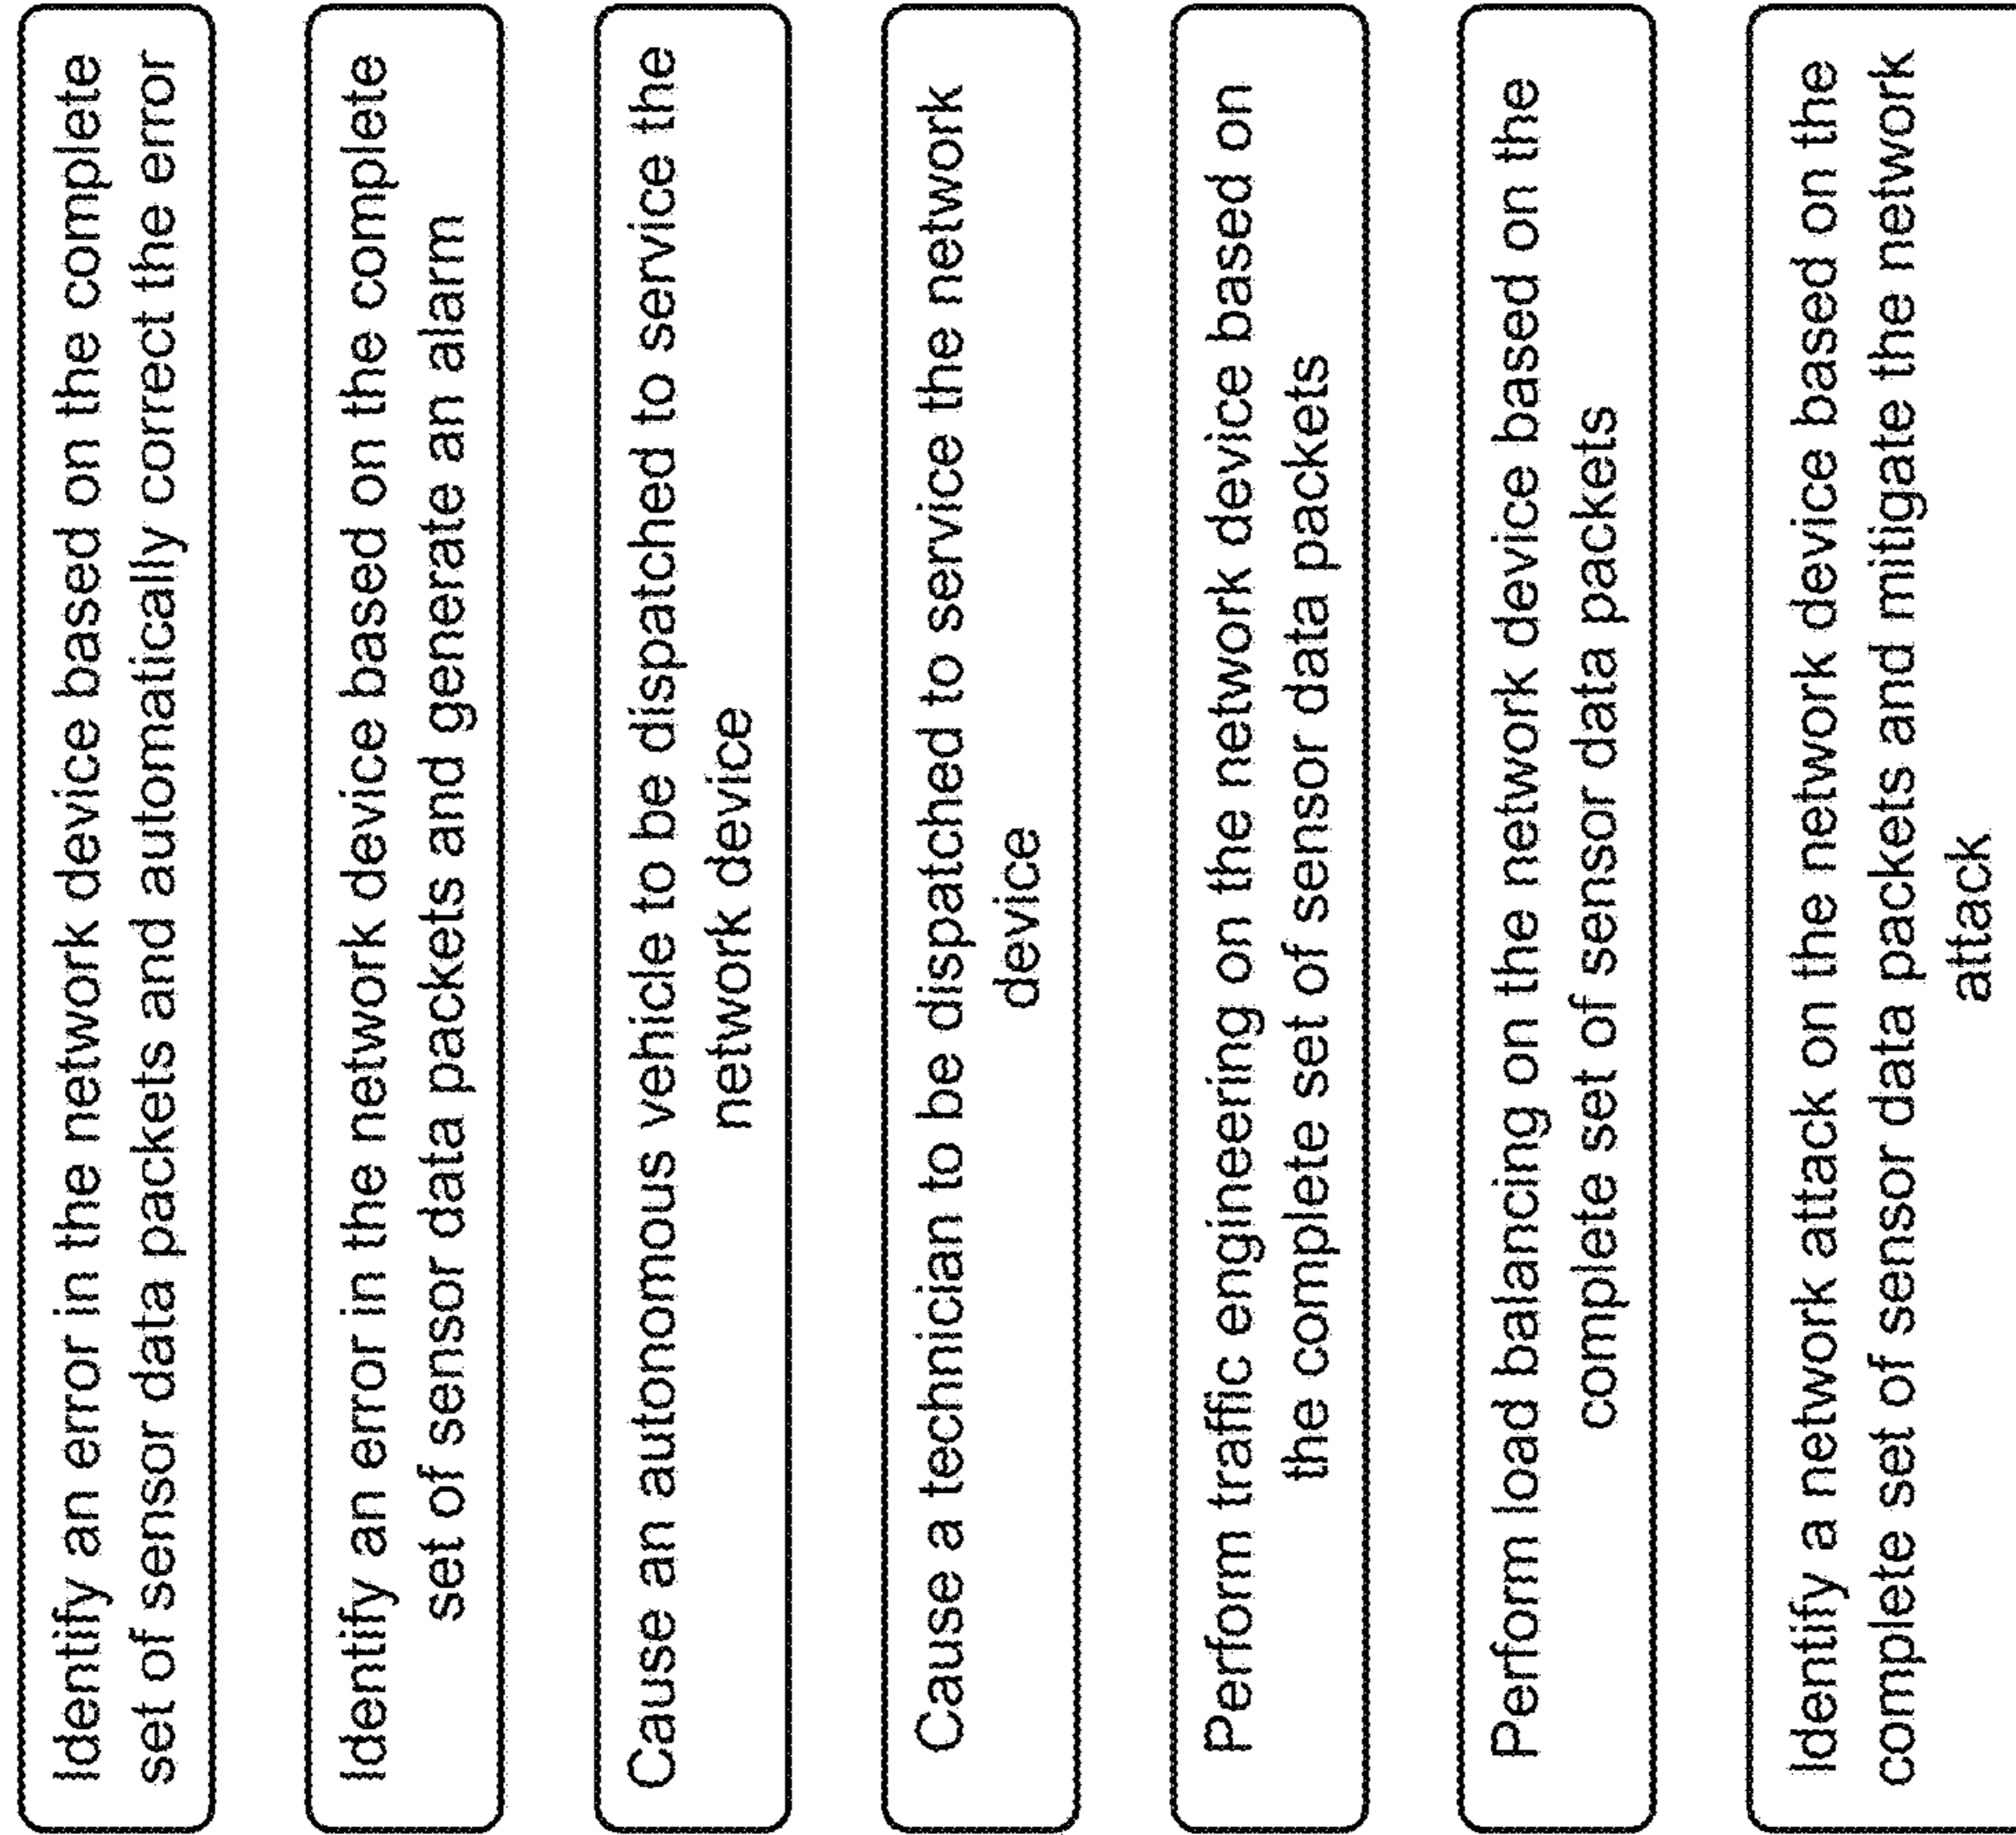 Identify an error in the network device based on the complete
set of sensor data packets and automatically correct the error
Identify an error in the network device based on the complete
set of sensor data packets and generate an alarm
Cause an autonomous vehicle to be dispatched to service the
network device
Cause a technician to be dispatched to service the network
device
Perform traffic engineering on the network device based on
the complete set of sensor data packets
Perform load balancing on the network device based on the
complete set of sensor data packets
Identify a network attack on the network device based on the
complete set of sensor data packets and mitigate the network
attack